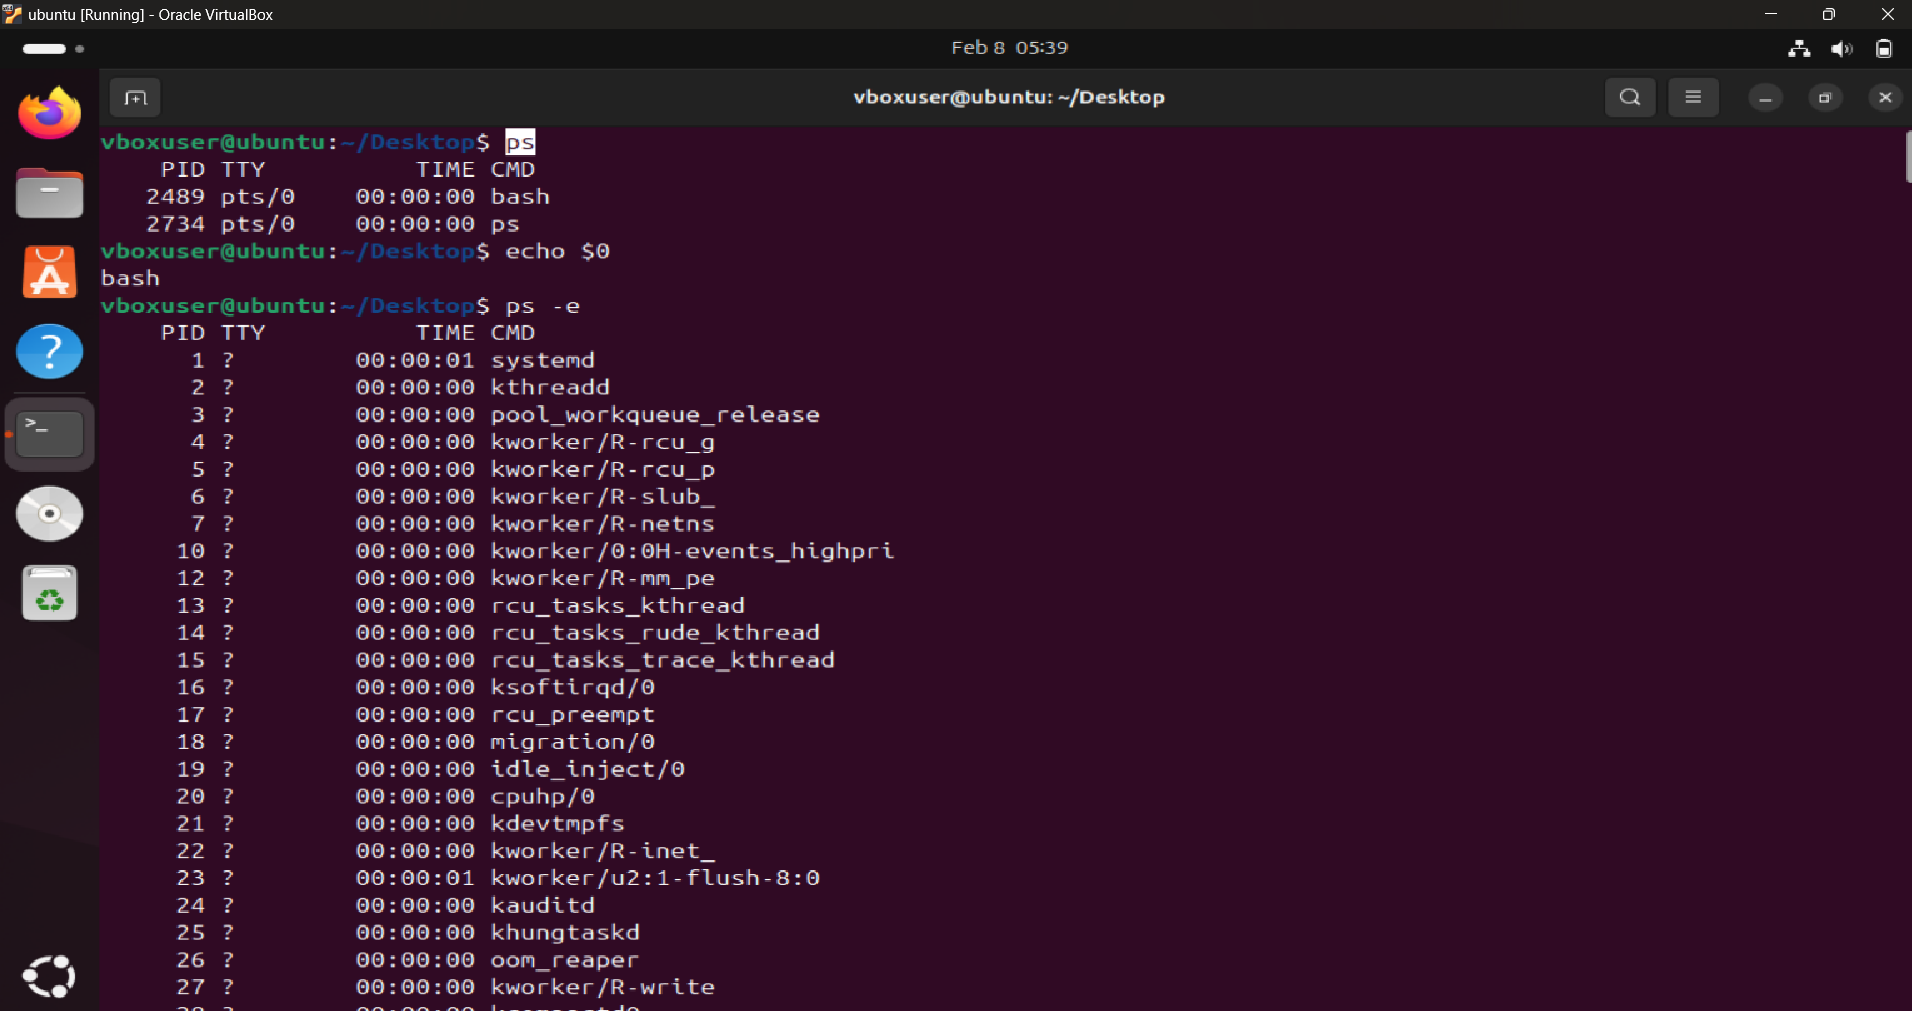 ubuntu [Running] - Oracle VirtualBox
Feb 8 05:39
vboxuser@ubuntu: ~/Desktop
vboxuser@ubuntu:~/Desktop$ ps
PID TTY TIME CMD
2489 pts/0 00:00:00 bash
2734 pts/0 00:00:00 ps
vboxuser@ubuntu:~/Desktop$ echo $0
bash
vboxuser@ubuntu:~/Desktop$ ps -e
PID TTY TIME CMD
1 ? 00:00:01 systemd
2 ? 00:00:00 kthreadd
3 ? 00:00:00 pool_workqueue_release
4 ? 00:00:00 kworker/R-rcu_g
5 ? 00:00:00 kworker/R-rcu_p
6 ? 00:00:00 kworker/R-slub_
7 ? 00:00:00 kworker/R-netns
10 ? 00:00:00 kworker/0:0H-events_highpri
12 ? 00:00:00 kworker/R-mm_pe
13 ? 00:00:00 rcu_tasks_kthread
14 ? 00:00:00 rcu_tasks_rude_kthread
15 ? 00:00:00 rcu_tasks_trace_kthread
16 ? 00:00:00 ksoftirqd/0
17 ? 00:00:00 rcu_preempt
18 ? 00:00:00 migration/0
19 ? 00:00:00 idle_inject/0
20 ? 00:00:00 cpuhp/0
21 ? 00:00:00 kdevtmpfs
22 ? 00:00:00 kworker/R-inet_
23 ? 00:00:01 kworker/u2:1-flush-8:0
24 ? 00:00:00 kauditd
25 ? 00:00:00 khungtaskd
26 ? 00:00:00 oom_reaper
27 ? 00:00:00 kworker/R-write